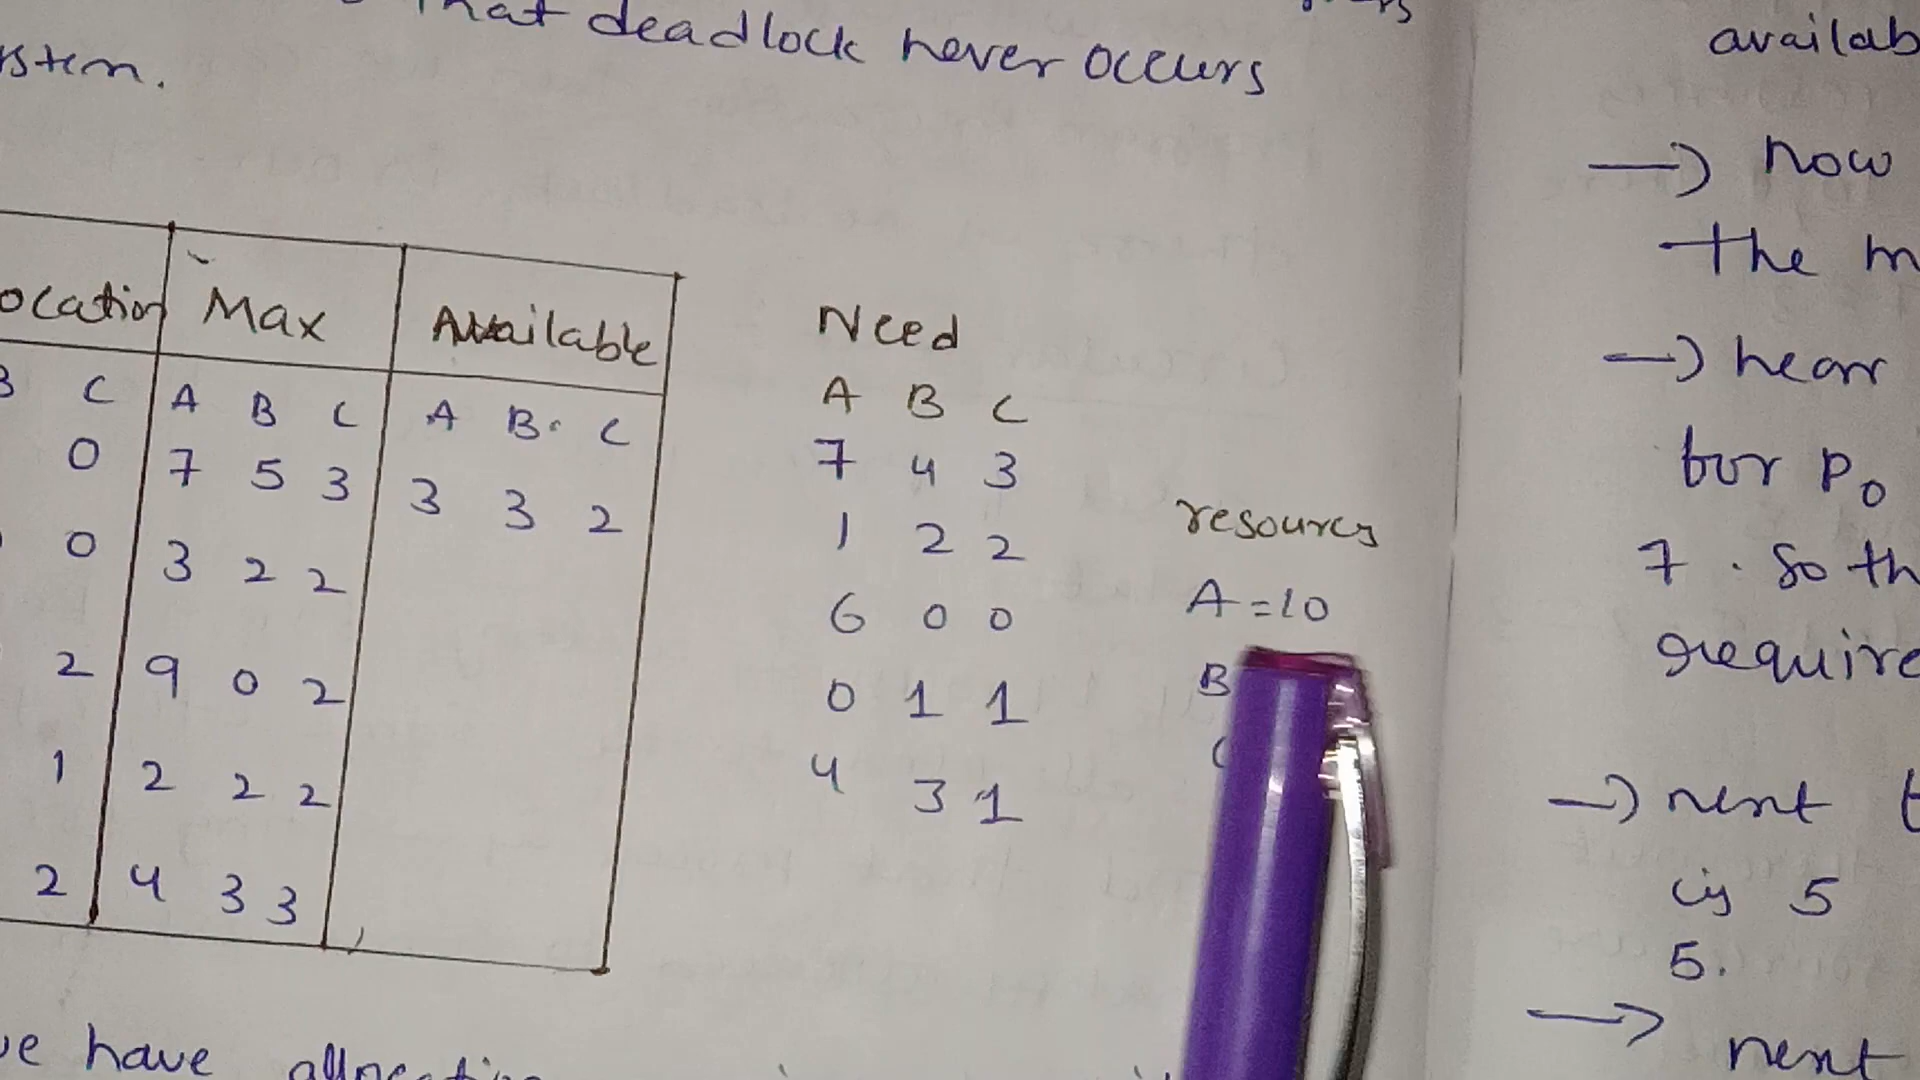 that deadlock never occurs
stem.
ocation Max Available
C A B C A B. C
0 7 5 3 3 3 2
0 3 2 2
2 9 0 2
1 2 2 2
2 4 3 3
Need
A B C
7 4 3
1 2 2
6 0 0
0 1 1
4 3 1
resources
A = 10
B
C
have
availab
→ now
the m
→ hear
for P0
7 . So th
require
→ next t
is 5
5.
→ next